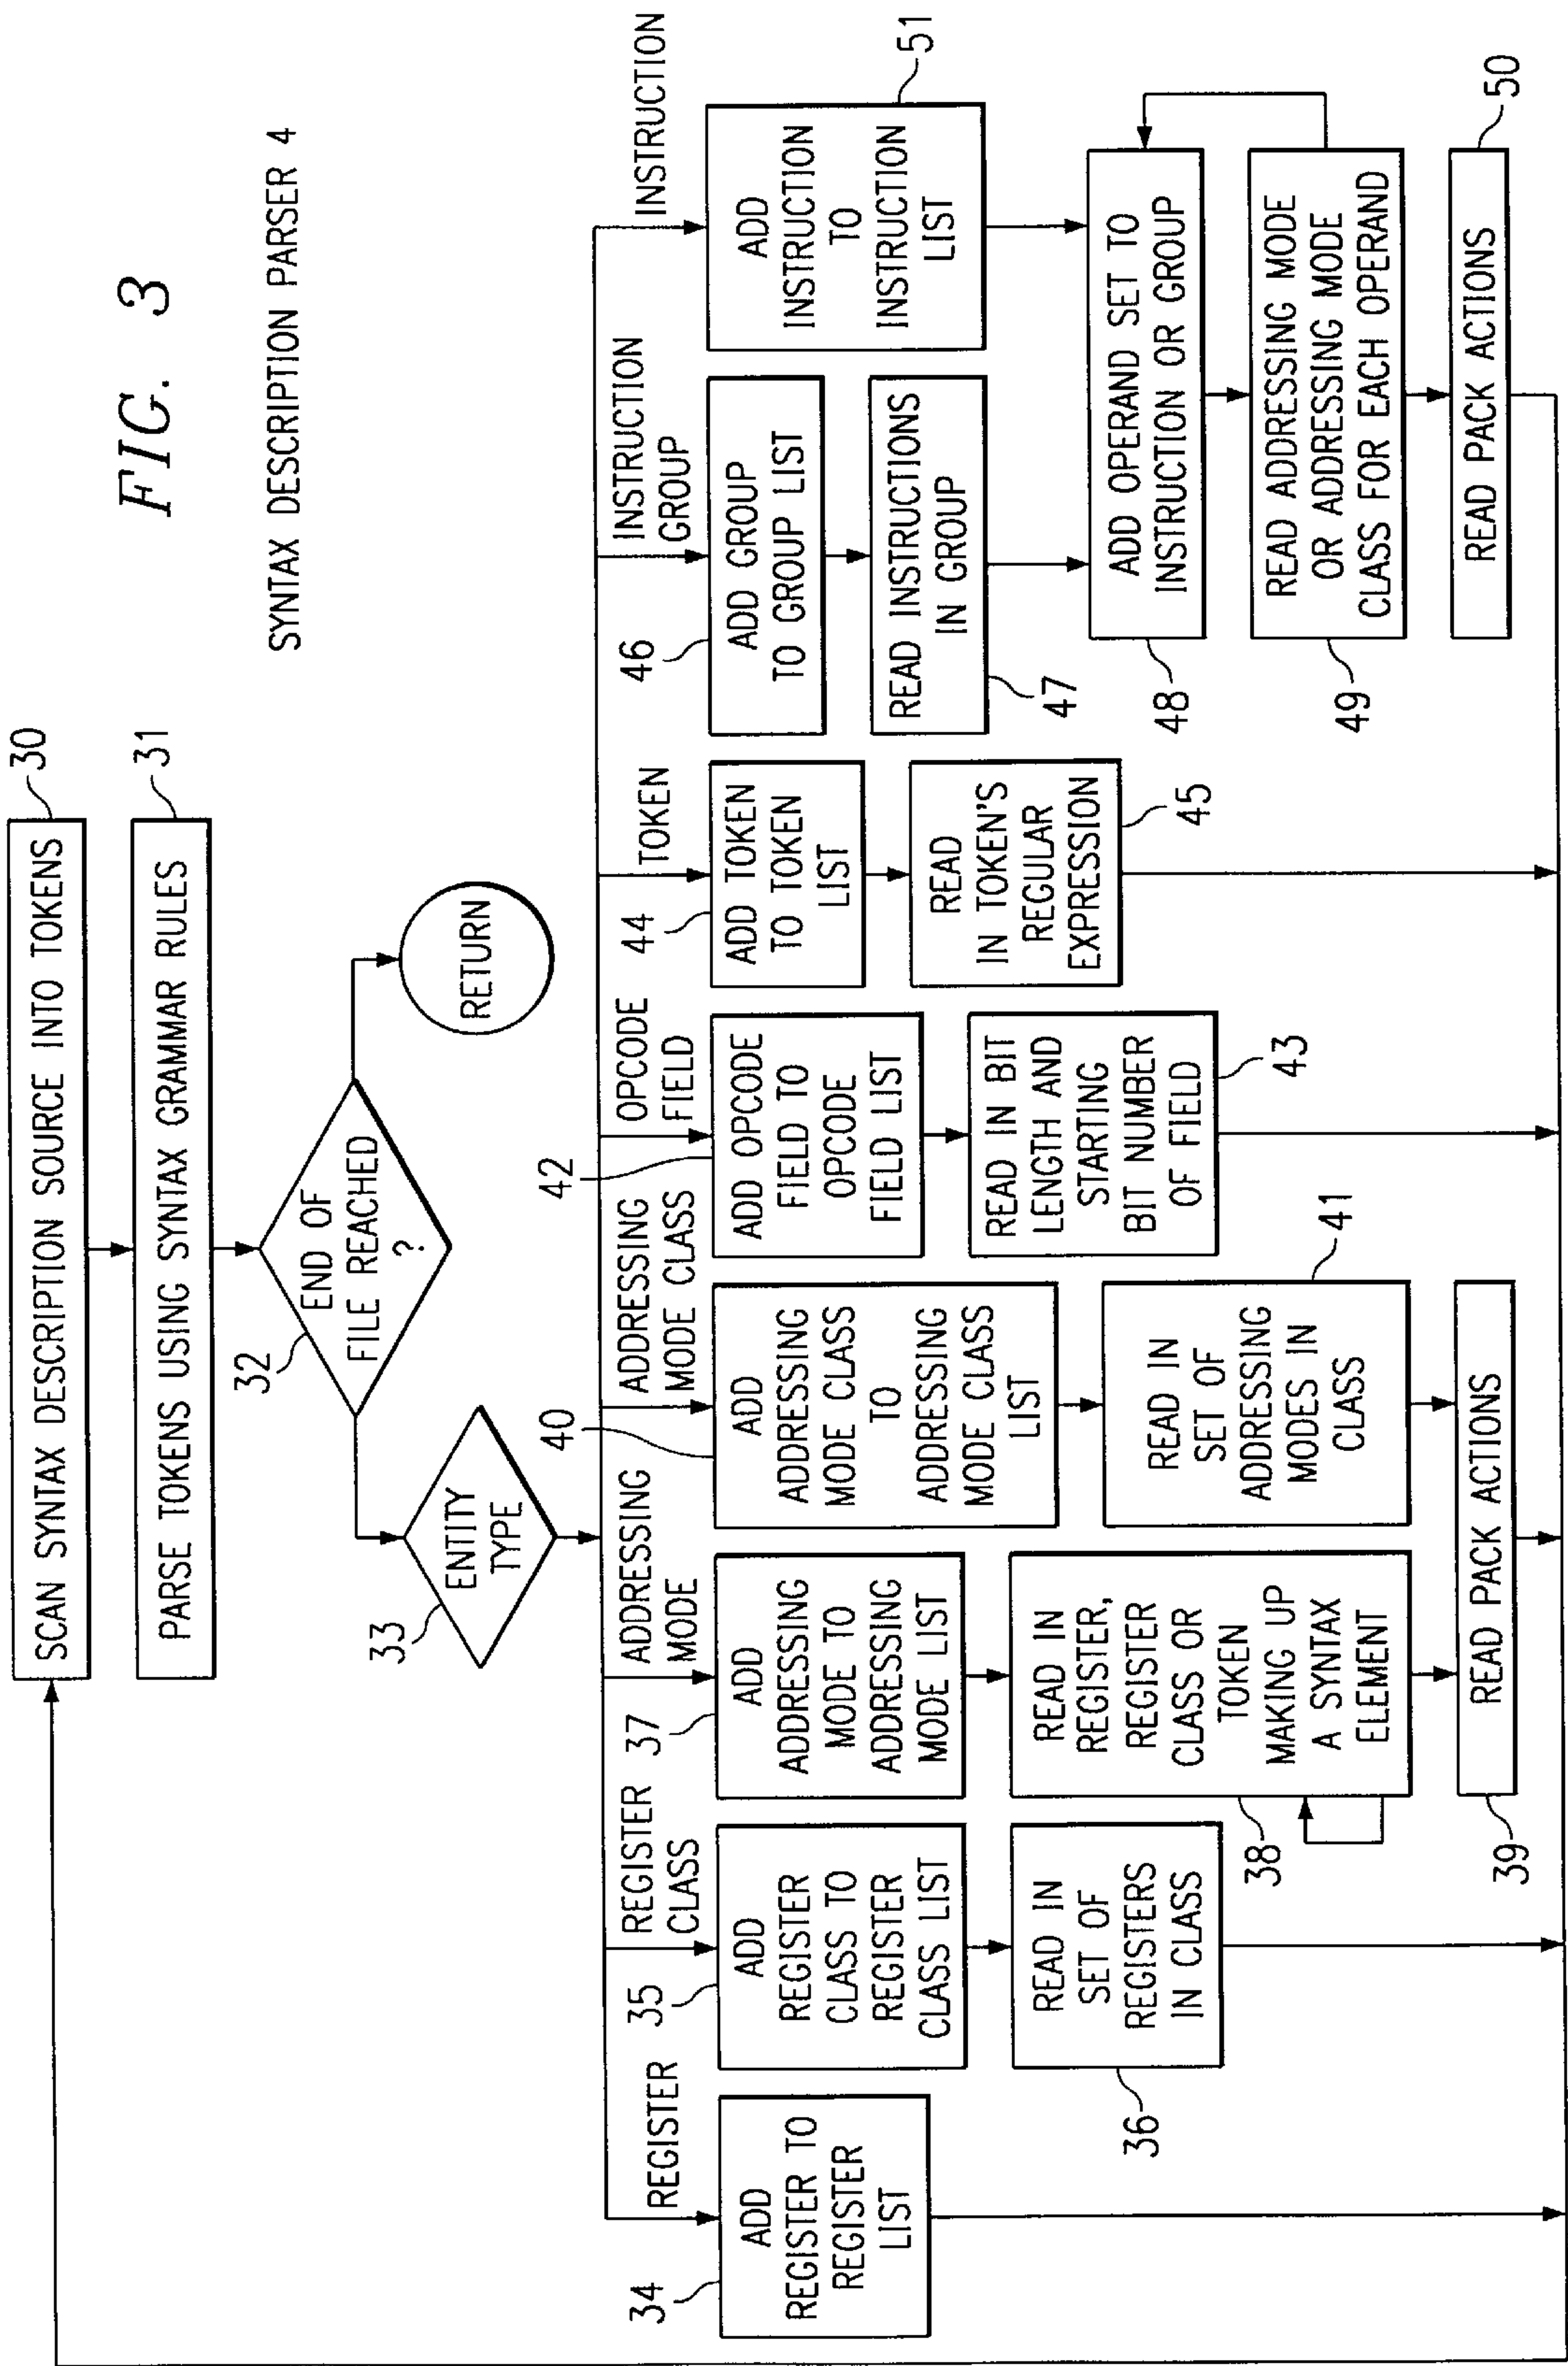 FIG. 3
SYNTAX DESCRIPTION PARSER 4
30
SCAN SYNTAX DESCRIPTION SOURCE INTO TOKENS
31
PARSE TOKENS USING SYNTAX GRAMMAR RULES
32
END OF
FILE REACHED
?
RETURN
33
ENTITY
TYPE
REGISTER
34
ADD
REGISTER TO
REGISTER
LIST
REGISTER
CLASS
35
ADD
REGISTER
CLASS TO
REGISTER
CLASS LIST
36
READ IN
SET OF
REGISTERS
IN CLASS
ADDRESSING
MODE
37
ADD
ADDRESSING
MODE TO
ADDRESSING
MODE LIST
38
READ IN
REGISTER,
REGISTER
CLASS OR
TOKEN
MAKING UP
A SYNTAX
ELEMENT
39
READ PACK ACTIONS
ADDRESSING
MODE CLASS
40
ADD
ADDRESSING
MODE CLASS
TO
ADDRESSING
MODE CLASS
LIST
41
READ IN
SET OF
ADDRESSING
MODES IN
CLASS
OPCODE
FIELD
42
ADD OPCODE
FIELD TO
OPCODE
FIELD LIST
43
READ IN BIT
LENGTH AND
STARTING
BIT NUMBER
OF FIELD
TOKEN
44
ADD TOKEN
TO TOKEN
LIST
45
READ
IN TOKEN'S
REGULAR
EXPRESSION
INSTRUCTION
GROUP
46
ADD GROUP
TO GROUP LIST
47
READ INSTRUCTIONS
IN GROUP
INSTRUCTION
51
ADD
INSTRUCTION
TO
INSTRUCTION
LIST
48
ADD OPERAND SET TO
INSTRUCTION OR GROUP
49
READ ADDRESSING MODE
OR ADDRESSING MODE
CLASS FOR EACH OPERAND
50
READ PACK ACTIONS